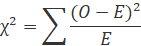 χ² = ∑ (O − E)² / E